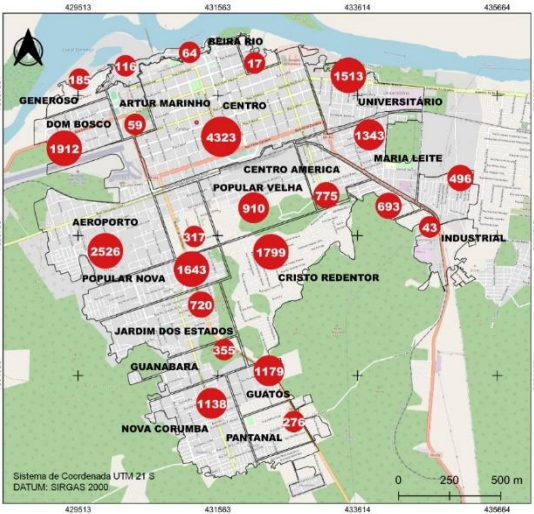 429513 431563 433614 435664
BEIRA RIO
64
17
116
185
1513
GENEROSO
ARTUR MARINHO
CENTRO
UNIVERSITÁRIO
DOM BOSCO
59
4323
1343
1912
MARIA LEITE
CENTRO AMERICA
496
POPULAR VELHA
775
910
693
AEROPORTO
43
317
INDUSTRIAL
2526
1799
1643
POPULAR NOVA
CRISTO REDENTOR
720
JARDIM DOS ESTADOS
355
GUANABARA
1179
GUATÓS
1138
276
NOVA CORUMBA
PANTANAL
Sistema de Coordenada UTM 21 S
DATUM: SIRGAS 2000
0 250 500 m
429513 431563 433614 435664